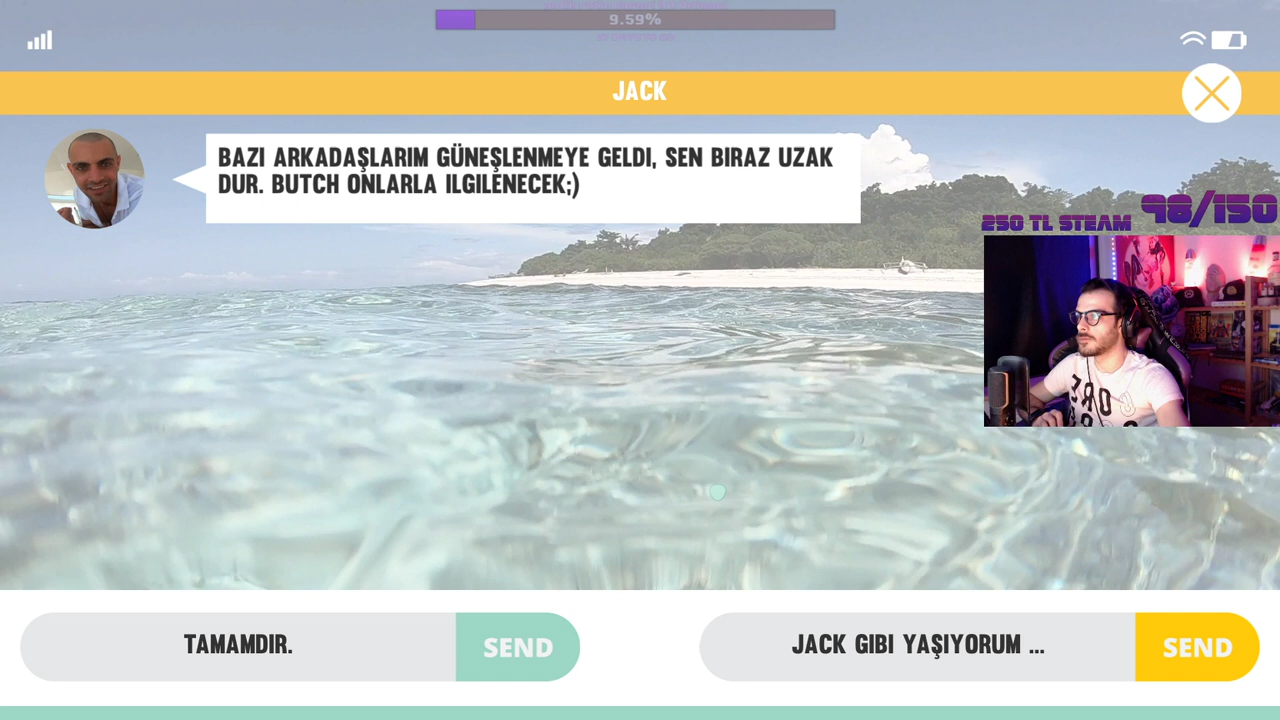 9.59%
JACK
BAZI ARKADAŞLARIM GÜNEŞLENMEYE GELDI, SEN BIRAZ UZAK
DUR. BUTCH ONLARLA ILGILENECEK;)
250 TL STEAM 98/150
TAMAMDIR.
SEND
JACK GIBI YAŞIYORUM ...
SEND